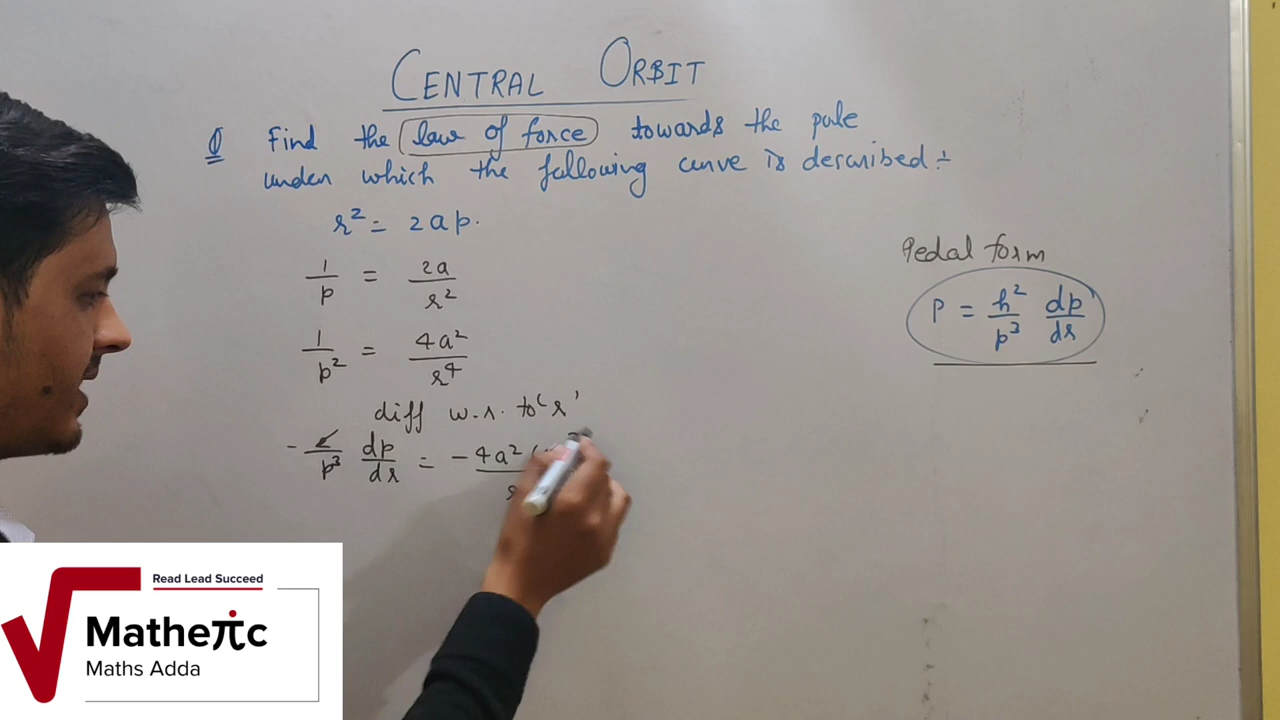 CENTRAL ORBIT
Q Find the law of force towards the pole
under which the following curve is described :-
r² = 2ap.
1/p = 2a/r²
1/p² = 4a²/r⁴
diff w.r. to 'r'
-2/p³ dp/dr = -4a²
Pedal form
P = h²/p³ dp/dr
Read Lead Succeed
Matheπc
Maths Adda